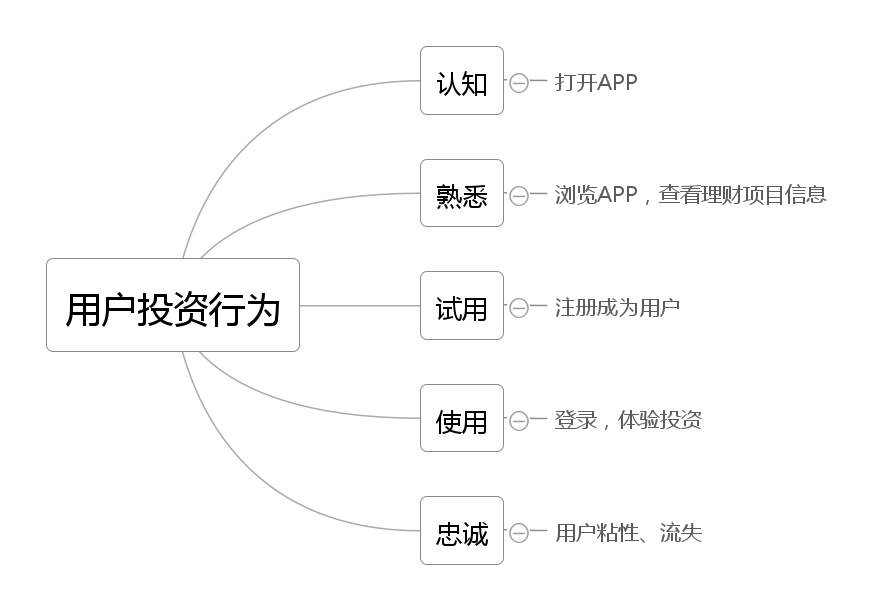 认知
打开APP
熟悉
浏览APP，查看理财项目信息
用户投资行为
试用
注册成为用户
使用
登录，体验投资
忠诚
用户粘性、流失